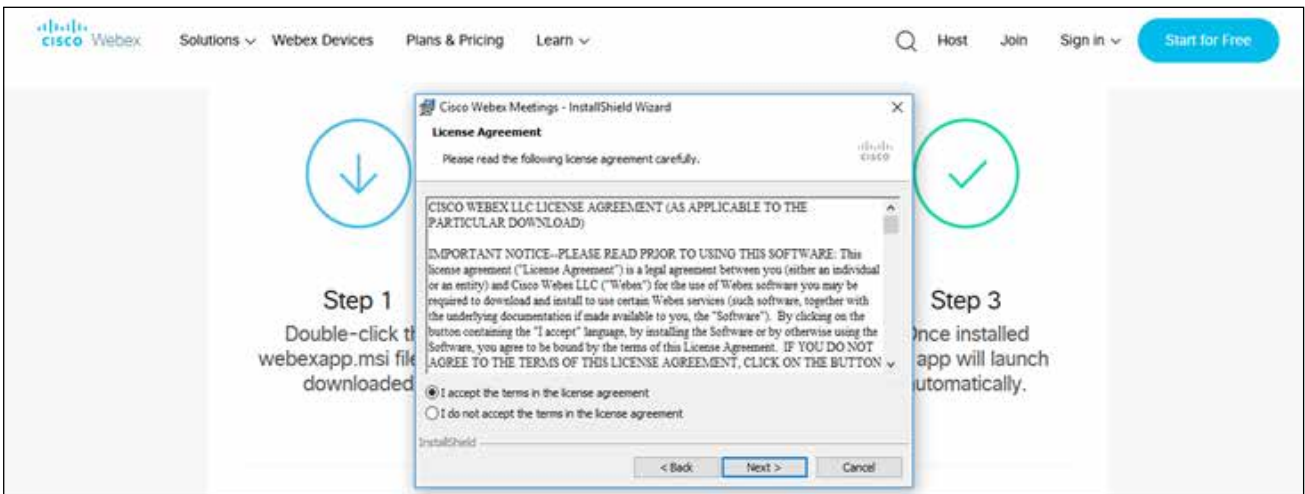 CISCO Webex
Solutions Webex Devices Plans & Pricing Learn Host Join Sign in Start for Free
Cisco Webex Meetings - InstallShield Wizard
License Agreement
Please read the following license agreement carefully.
CISCO
CISCO WEBEX LLC LICENSE AGREEMENT (AS APPLICABLE TO THE
PARTICULAR DOWNLOAD)
IMPORTANT NOTICE--PLEASE READ PRIOR TO USING THIS SOFTWARE: This
license agreement ("License Agreement") is a legal agreement between you (either an individual
or an entity) and Cisco Webex LLC ("Webex") for the use of Webex software you may be
required to download and install to use certain Webex services (such software, together with
the underlying documentation if made available to you, the "Software"). By clicking on the
button containing the "I accept" language, by installing the Software or by otherwise using the
Software, you agree to be bound by the terms of this License Agreement. IF YOU DO NOT
AGREE TO THE TERMS OF THIS LICENSE AGREEMENT, CLICK ON THE BUTTON
I accept the terms in the license agreement
I do not accept the terms in the license agreement
InstallShield
< Back Next > Cancel
Step 1
Double-click
webexapp.msi
downloaded
Step 3
installed
app will launch
automatically.